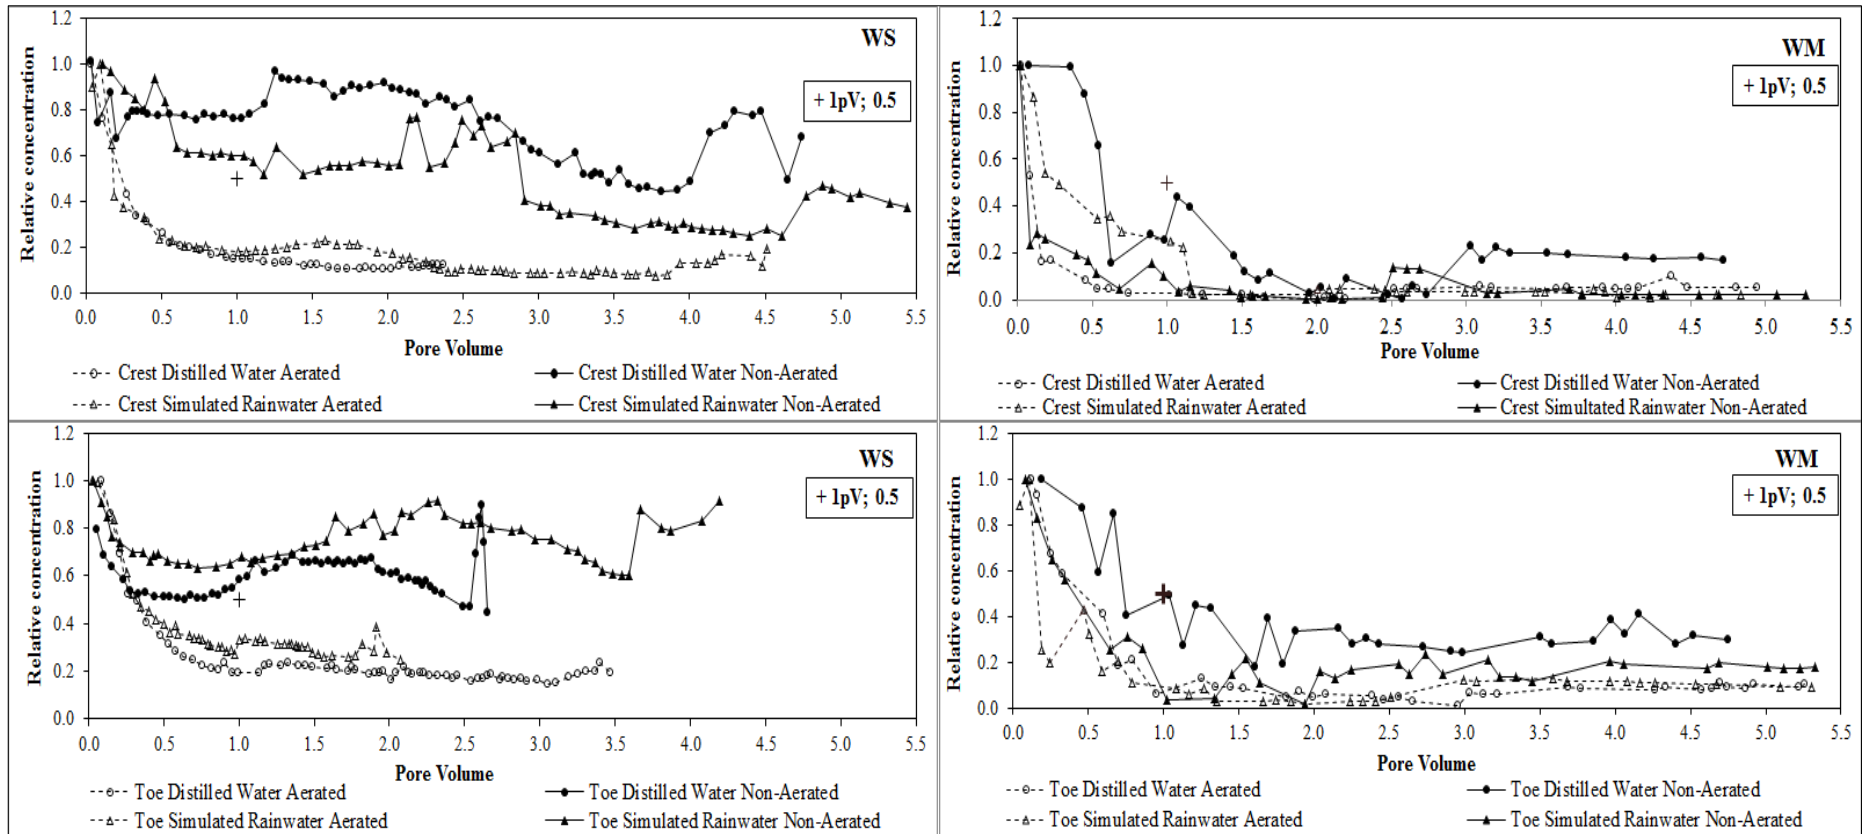 WS
+ 1pV; 0.5
Relative concentration
1.2
1.0
0.8
0.6
0.4
0.2
0.0
0.0 0.5 1.0 1.5 2.0 2.5 3.0 3.5 4.0 4.5 5.0 5.5
Pore Volume
Crest Distilled Water Aerated
Crest Distilled Water Non-Aerated
Crest Simulated Rainwater Aerated
Crest Simulated Rainwater Non-Aerated
WM
+ 1pV; 0.5
Relative concentration
1.2
1.0
0.8
0.6
0.4
0.2
0.0
0.0 0.5 1.0 1.5 2.0 2.5 3.0 3.5 4.0 4.5 5.0 5.5
Pore Volume
Crest Distilled Water Aerated
Crest Distilled Water Non-Aerated
Crest Simulated Rainwater Aerated
Crest Simultated Rainwater Non-Aerated
WS
+ 1pV; 0.5
Relative concentration
1.2
1.0
0.8
0.6
0.4
0.2
0.0
0.0 0.5 1.0 1.5 2.0 2.5 3.0 3.5 4.0 4.5 5.0 5.5
Pore Volume
Toe Distilled Water Aerated
Toe Distilled Water Non-Aerated
Toe Simulated Rainwater Aerated
Toe Simulated Rainwater Non-Aerated
WM
+ 1pV; 0.5
Relative concentration
1.2
1.0
0.8
0.6
0.4
0.2
0.0
0.0 0.5 1.0 1.5 2.0 2.5 3.0 3.5 4.0 4.5 5.0 5.5
Pore Volume
Toe Distilled Water Aerated
Toe Distilled Water Non-Aerated
Toe Simulated Rainwater Aerated
Toe Simulated Rainwater Non-Aerated